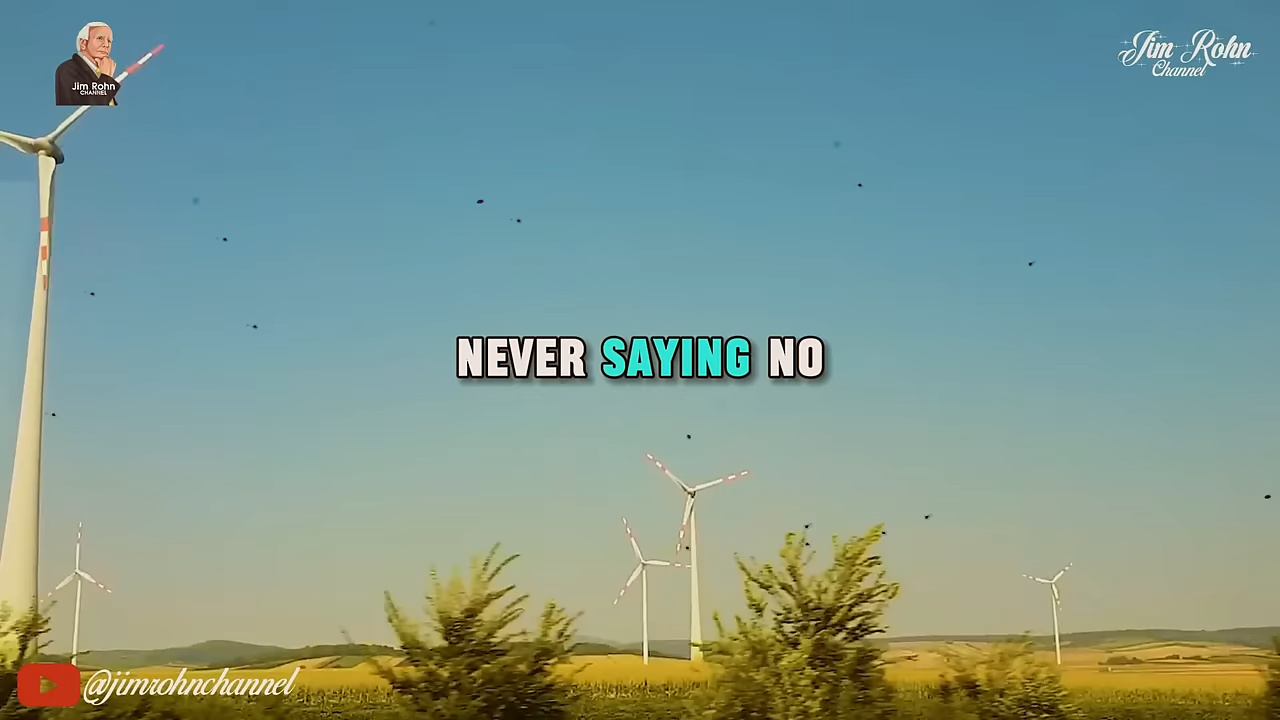 Jim Rohn
CHANNEL
Jim Rohn
Channel
NEVER SAYING NO
@jimrohnchannel